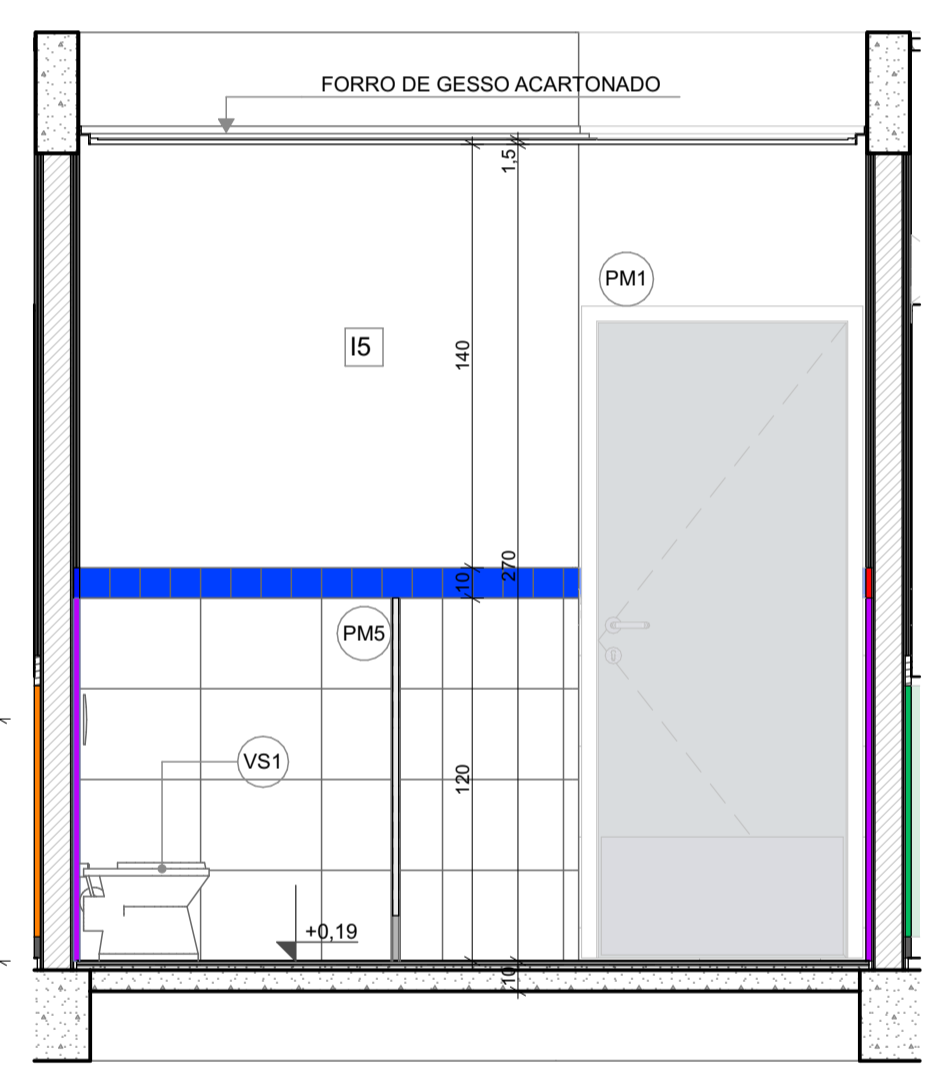 FORRO DE GESSO ACARTONADO
1,5
PM1
I5
140
10
270
PM5
VS1
120
+0,19
10